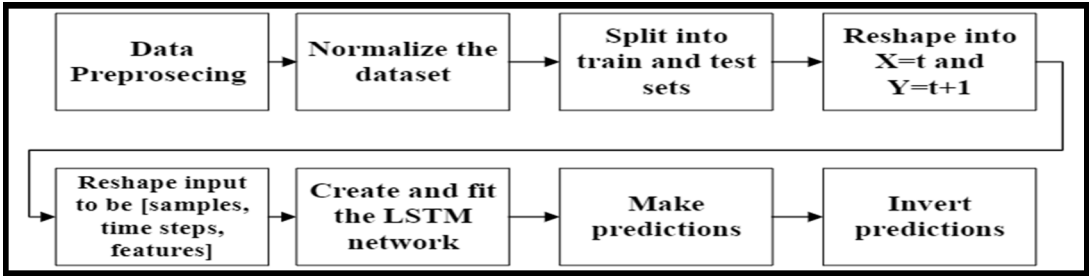 Data
Preprosecing
Normalize the
dataset
Split into
train and test
sets
Reshape into
X=t and
Y=t+1
Reshape input
to be [samples,
time steps,
features]
Create and fit
the LSTM
network
Make
predictions
Invert
predictions